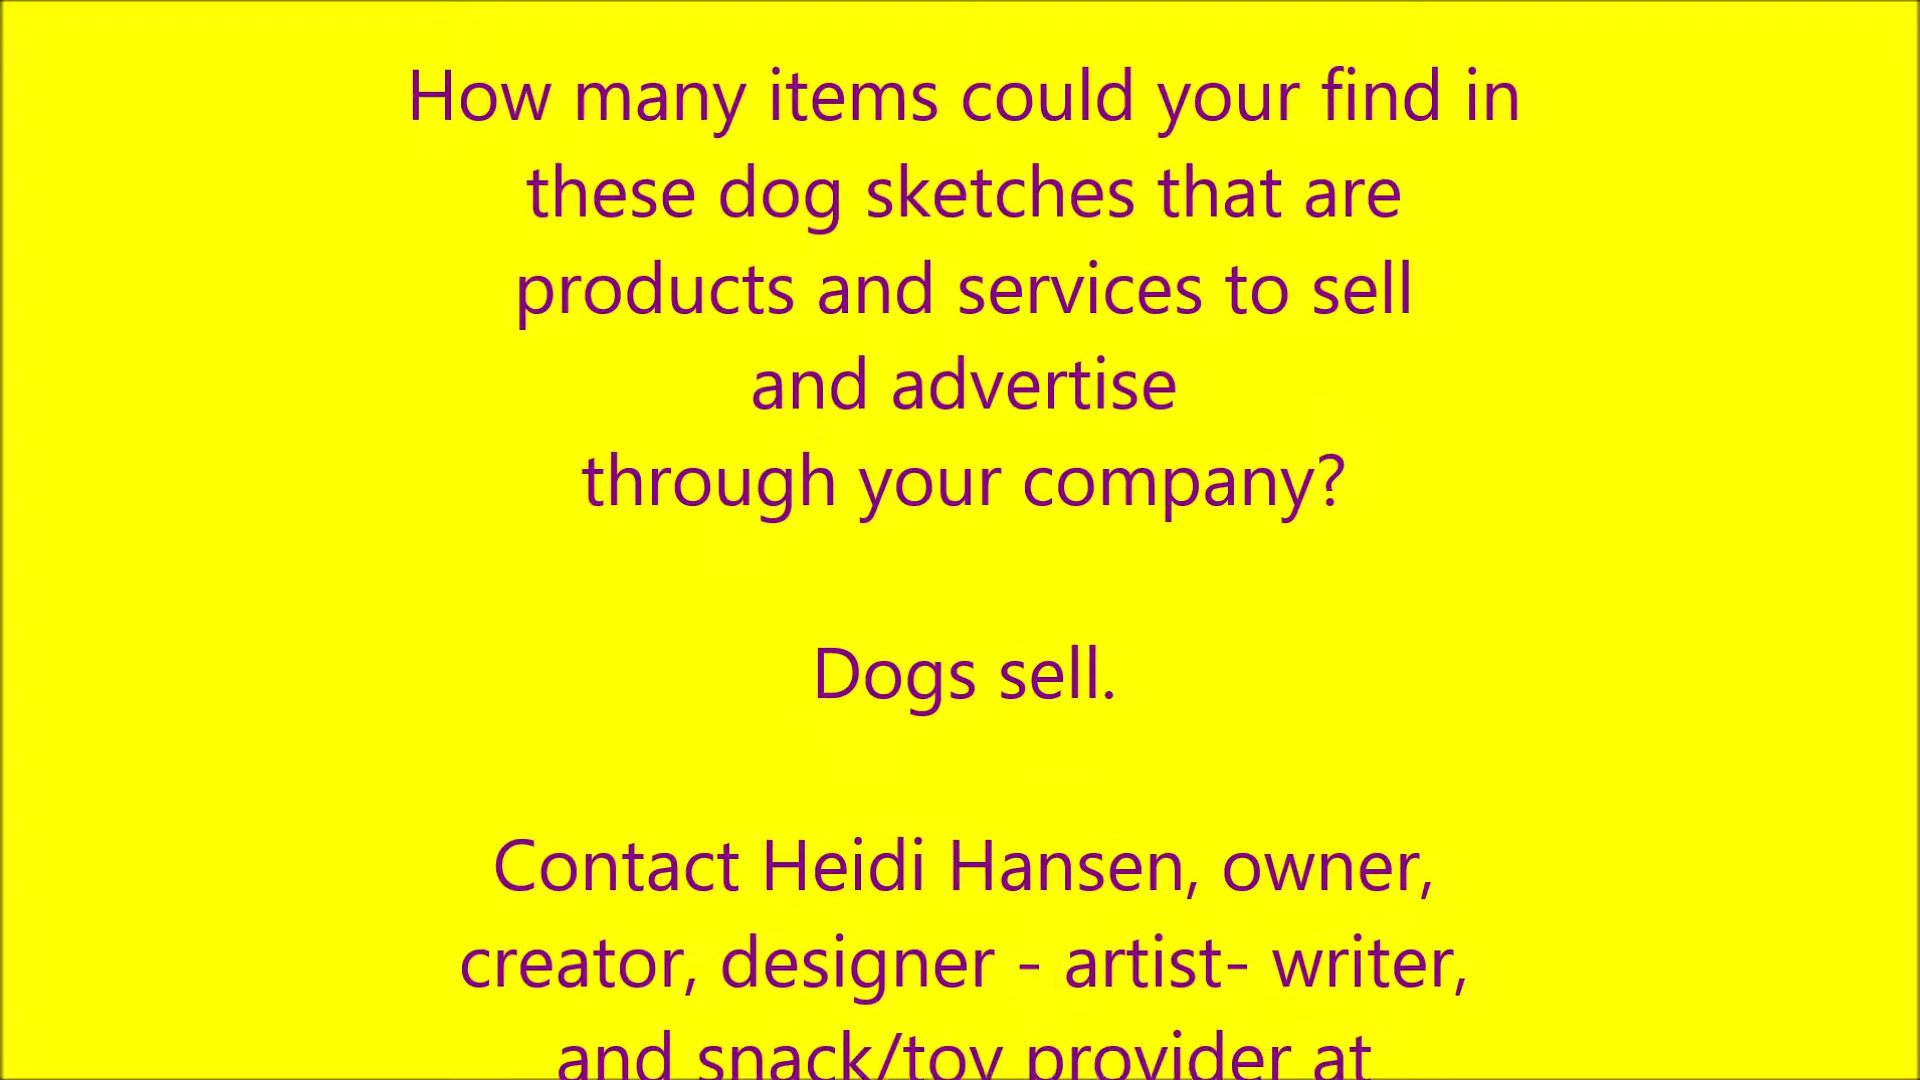 How many items could your find in
these dog sketches that are
products and services to sell
and advertise
through your company?
Dogs sell.
Contact Heidi Hansen, owner,
creator, designer - artist- writer,
and snack/toy provider at